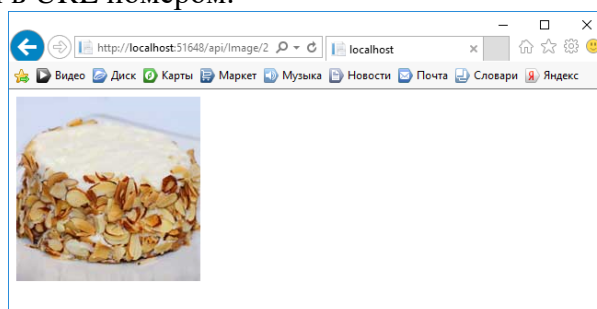 в URL номером.
http://localhost:51648/api/Image/2
localhost
Видео Диск Карты Маркет Музыка Новости Почта Словари Яндекс